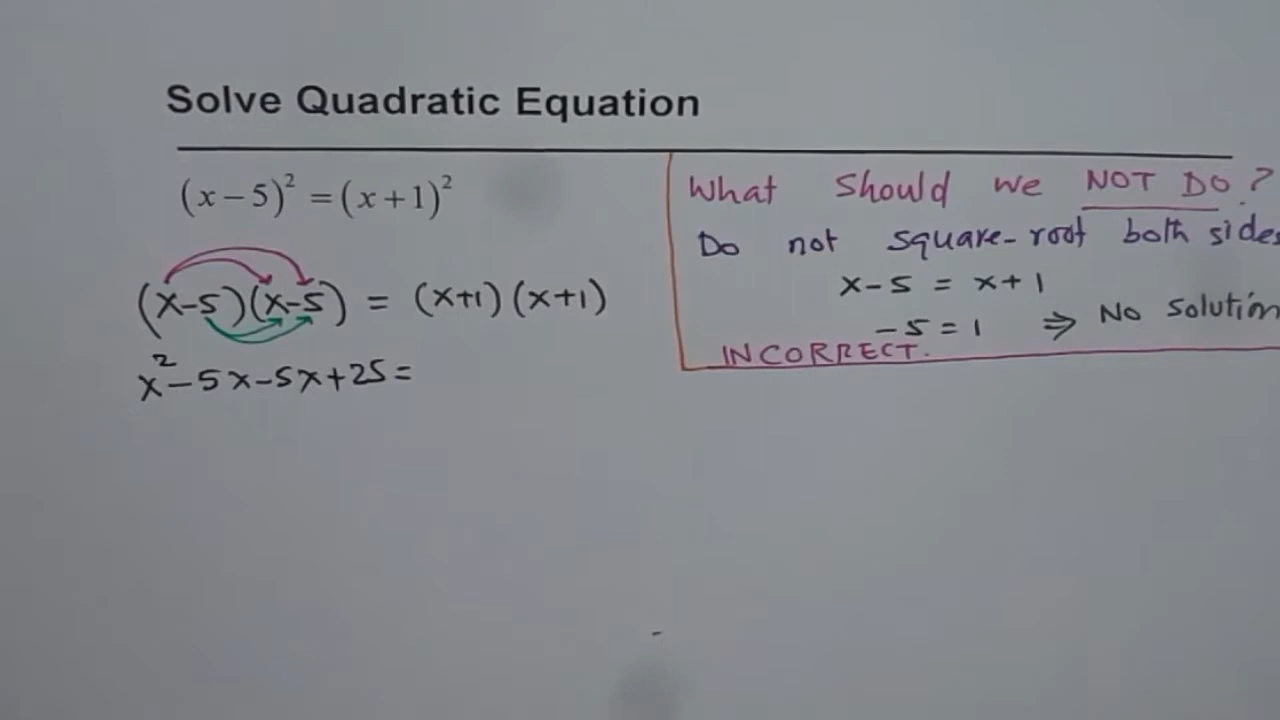 Solve Quadratic Equation
(x − 5)² = (x + 1)²
(x-5)(x-5) = (x+1)(x+1)
x²-5x-5x+25=
What should we NOT DO?
Do not square-root both sides
x-5 = x+1
-5=1 ⇒ No solution
INCORRECT.